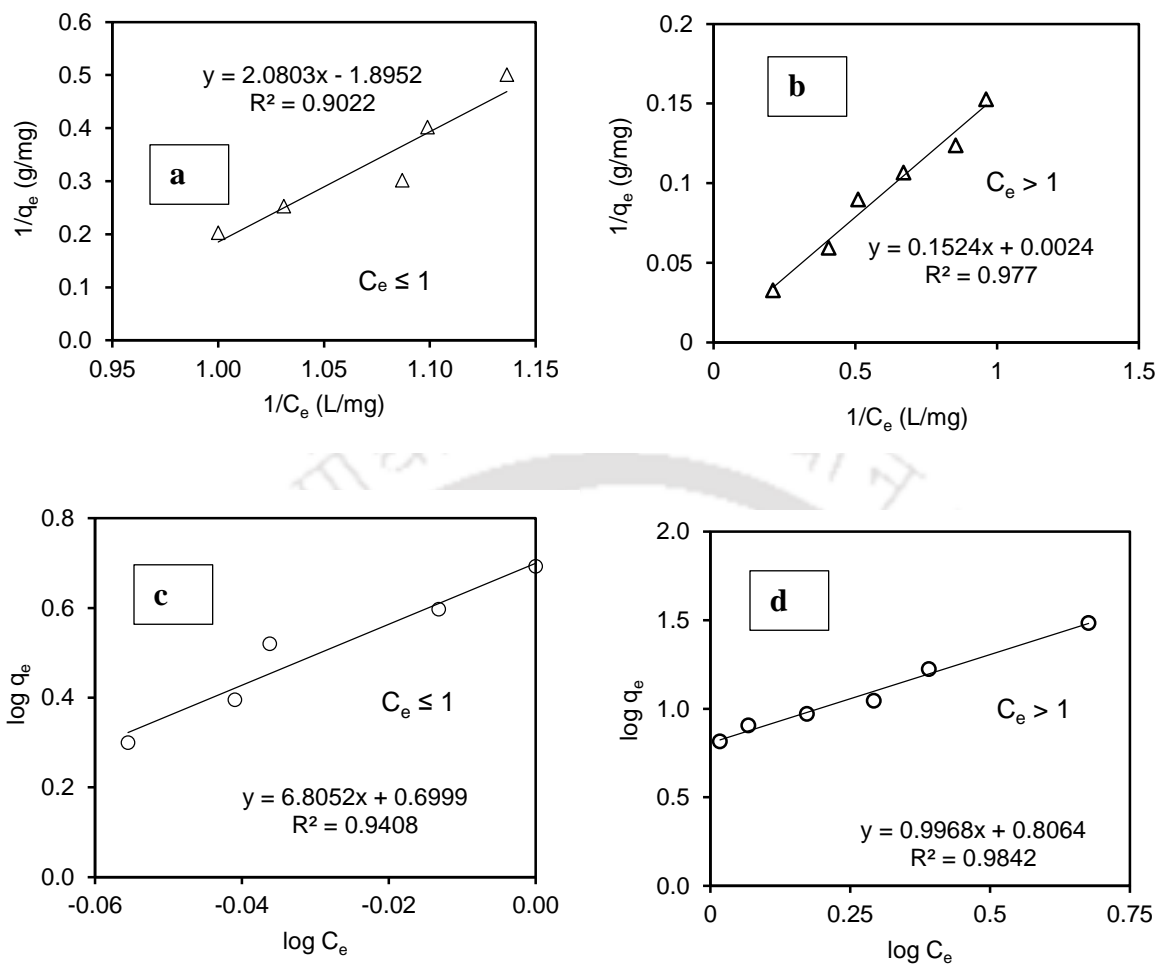 a
y = 2.0803x - 1.8952
R² = 0.9022
Cₑ ≤ 1
1/qₑ (g/mg)
0.6
0.5
0.4
0.3
0.2
0.1
0.0
0.95 1.00 1.05 1.10 1.15
1/Cₑ (L/mg)
b
Cₑ > 1
y = 0.1524x + 0.0024
R² = 0.977
1/qₑ (g/mg)
0.2
0.15
0.1
0.05
0
0 0.5 1 1.5
1/Cₑ (L/mg)
c
Cₑ ≤ 1
y = 6.8052x + 0.6999
R² = 0.9408
log qₑ
0.8
0.6
0.4
0.2
0.0
-0.06 -0.04 -0.02 0.00
log Cₑ
d
Cₑ > 1
y = 0.9968x + 0.8064
R² = 0.9842
log qₑ
2.0
1.5
1.0
0.5
0.0
0 0.25 0.5 0.75
log Cₑ